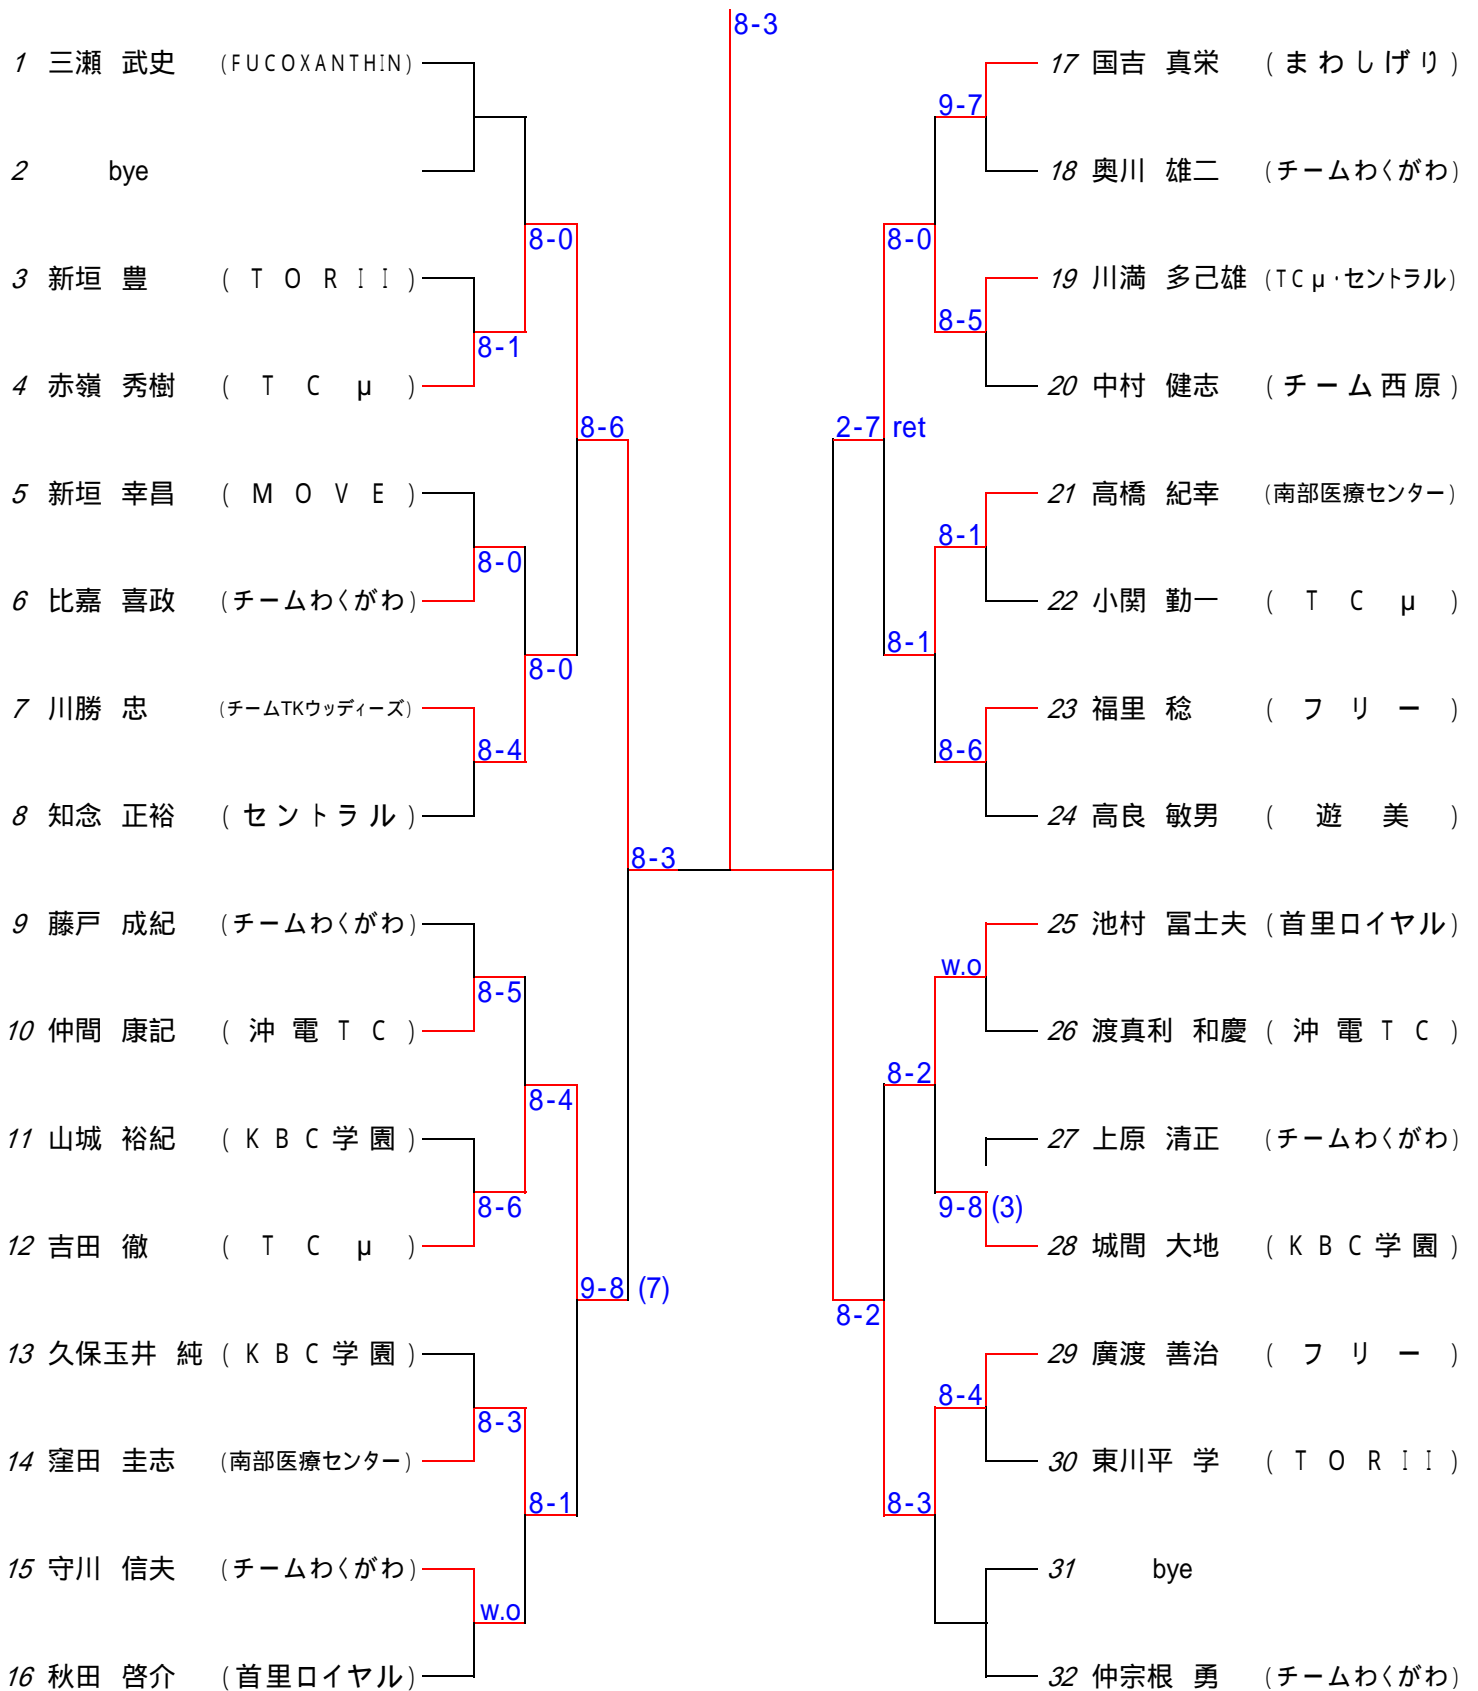 8-3
1 三瀬 武史 (FUCOXANTHIN)
2 bye
8-0
3 新垣 豊 (TORII)
8-1
4 赤嶺 秀樹 (TCμ)
8-6
5 新垣 幸昌 (MOVE)
8-0
6 比嘉 喜政 (チームわくがわ)
8-0
7 川勝 忠 (チームTKウッディーズ)
8-4
8 知念 正裕 (セントラル)
8-3
9 藤戸 成紀 (チームわくがわ)
8-5
10 仲間 康記 (沖電TC)
8-4
11 山城 裕紀 (KBC学園)
8-6
12 吉田 徹 (TCμ)
9-8 (7)
13 久保玉井 純 (KBC学園)
8-3
14 窪田 圭志 (南部医療センター)
8-1
15 守川 信夫 (チームわくがわ)
w.o
16 秋田 啓介 (首里ロイヤル)
17 国吉 真栄 (まわしげり)
9-7
18 奥川 雄二 (チームわくがわ)
8-0
19 川満 多己雄 (TCμ・セントラル)
8-5
20 中村 健志 (チーム西原)
2-7 ret
21 高橋 紀幸 (南部医療センター)
8-1
22 小関 勤一 (TCμ)
8-1
23 福里 稔 (フリー)
8-6
24 高良 敏男 (遊美)
25 池村 冨士夫 (首里ロイヤル)
w.o
26 渡真利 和慶 (沖電TC)
8-2
27 上原 清正 (チームわくがわ)
9-8 (3)
28 城間 大地 (KBC学園)
8-2
29 廣渡 善治 (フリー)
8-4
30 東川平 学 (TORII)
8-3
31 bye
32 仲宗根 勇 (チームわくがわ)